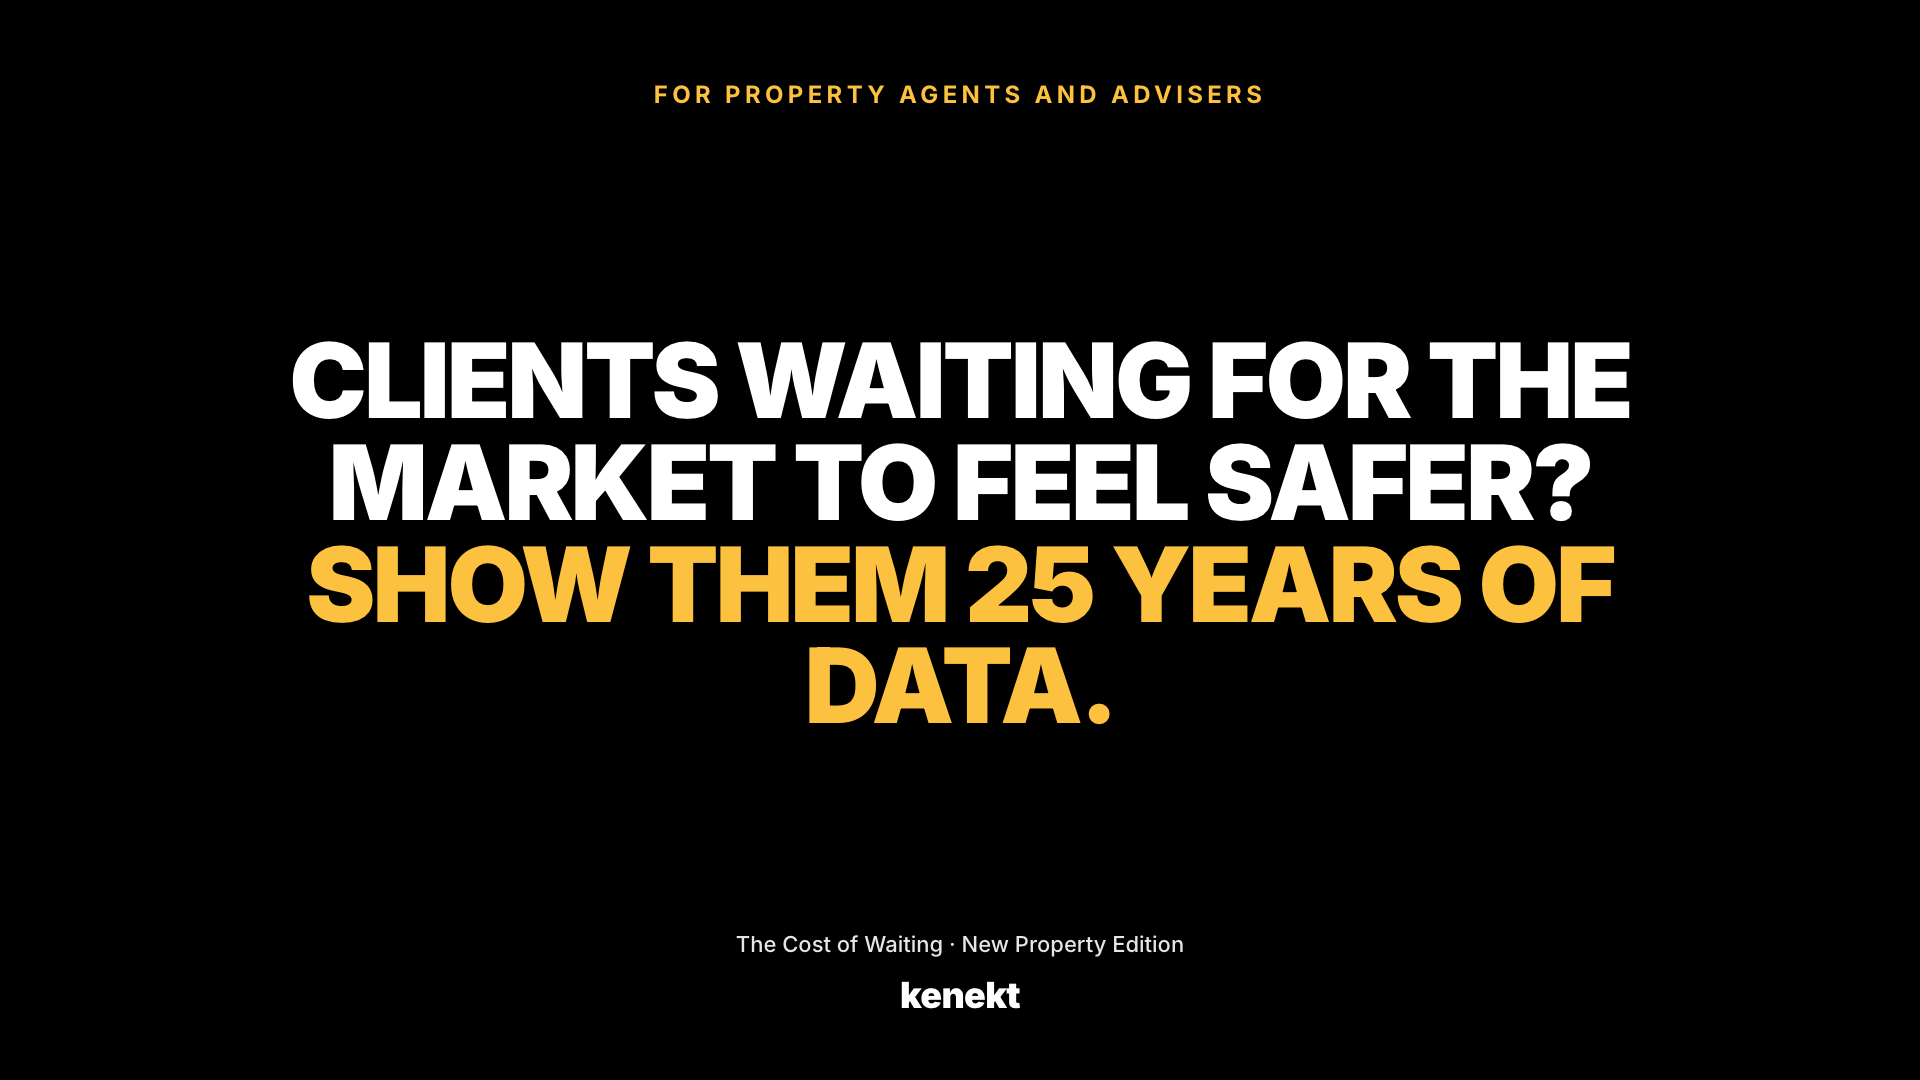 FOR PROPERTY AGENTS AND ADVISERS
CLIENTS WAITING FOR THE
MARKET TO FEEL SAFER?
SHOW THEM 25 YEARS OF
DATA.
The Cost of Waiting · New Property Edition
kenekt